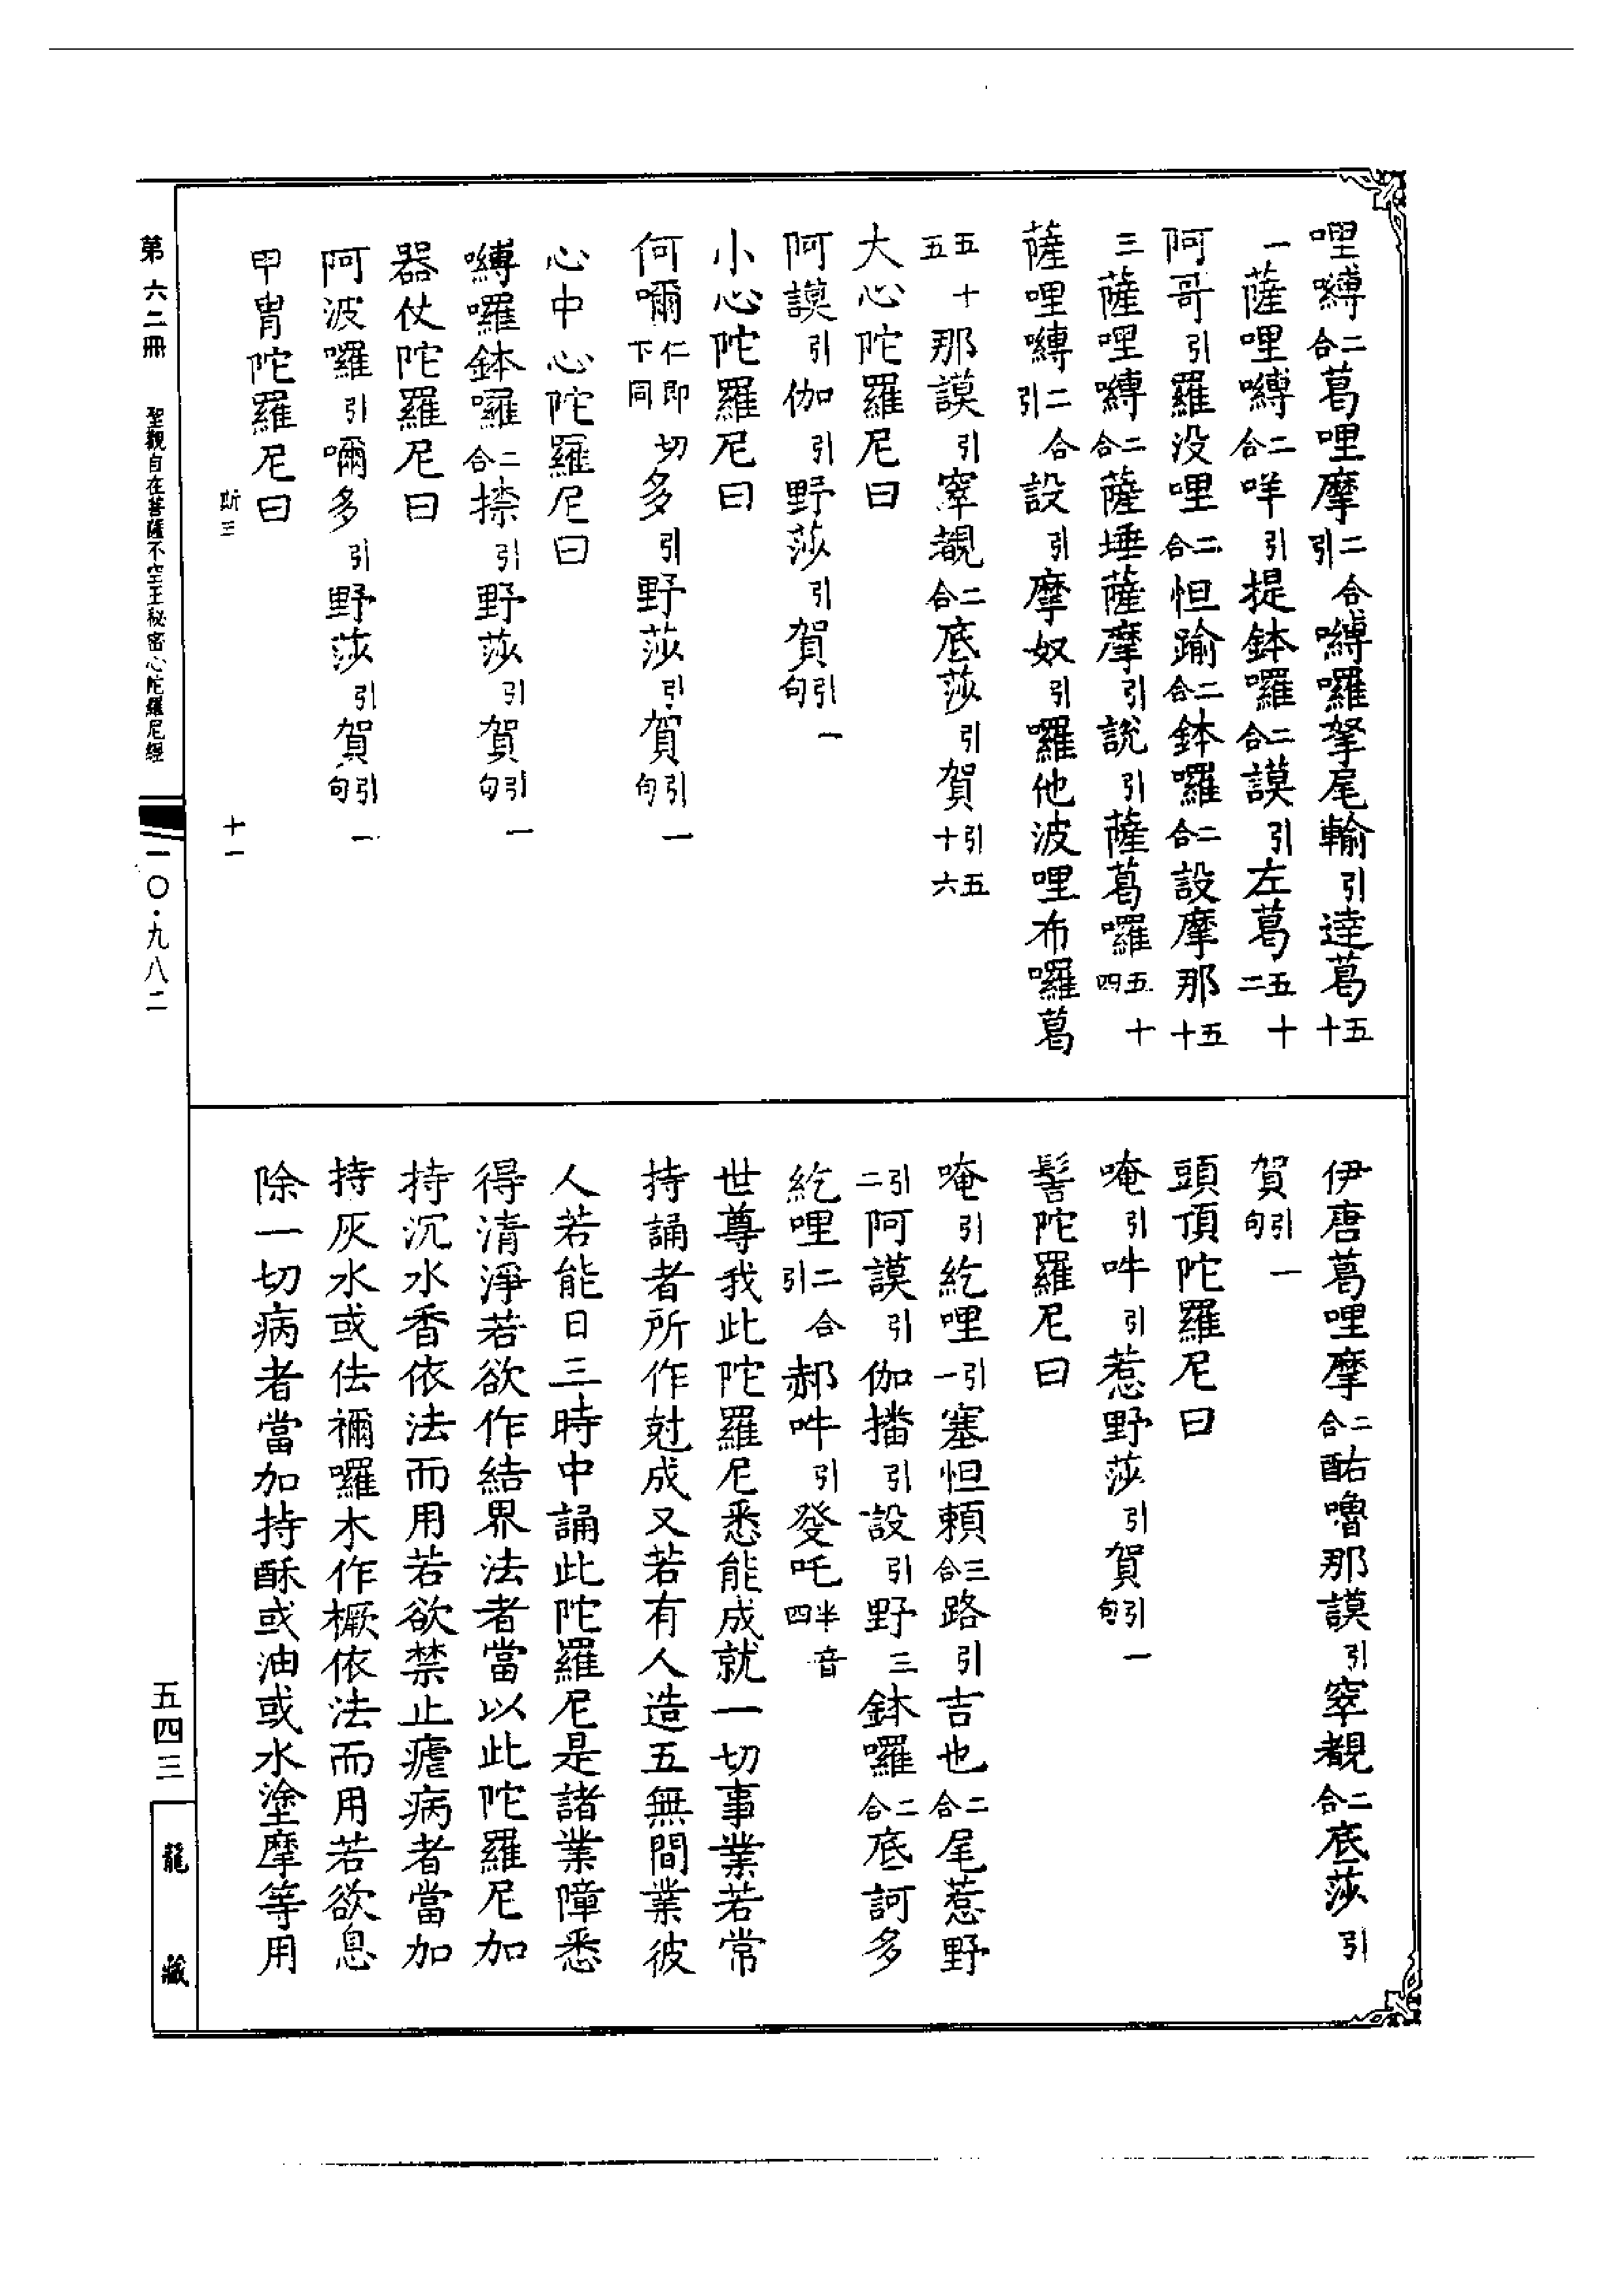 哩嚩二合葛哩摩二合引嚩囉拏尾輸引達葛五十
一薩哩嚩二合咩引提鉢囉二合謨引左葛五十二
阿哥引羅没哩二合怛踰二合鉢囉二合設摩那五十
三薩哩嚩二合薩埵薩摩引說引薩葛囉五十四
薩哩嚩二合引設引摩奴引囉他波哩布囉葛
五十五那謨引窣覩二合底莎引賀引五十六
大心陀羅尼曰
阿謨引伽引野莎引賀引句一
小心陀羅尼曰
何嚩仁即切下同多引野莎引賀引句一
心中心陀羅尼曰
嚩囉鉢囉二合捺引野莎引賀引句一
器仗陀羅尼曰
阿波囉引嚩多引野莎引賀引句一
甲冑陀羅尼曰
斯三 十一
伊唐葛哩摩二合酤嚕那謨引窣覩二合底莎引
賀引句一
頭頂陀羅尼曰
唵引吽引惹野莎引賀引句一
髻陀羅尼曰
唵引紇哩引一塞怛賴三合路引吉也二合尾惹野
引二阿謨引伽播引設引野三鉢囉二合底訶多
紇哩二合引郝吽引發吒半音四
世尊我此陀羅尼悉能成就一切事業若常
持誦者所作尅成又若有人造五無間業彼
人若能日三時中誦此陀羅尼是諸業障悉
得清淨若欲作結界法者當以此陀羅尼加
持沉水香依法而用若欲禁止瘧病者當加
持灰水或佉禰囉木作橛依法而用若欲息
除一切病者當加持酥或油或水塗摩等用
第六二冊 聖觀自在菩薩不空王秘密心陀羅尼經 一〇·九八二
五四三 龍藏